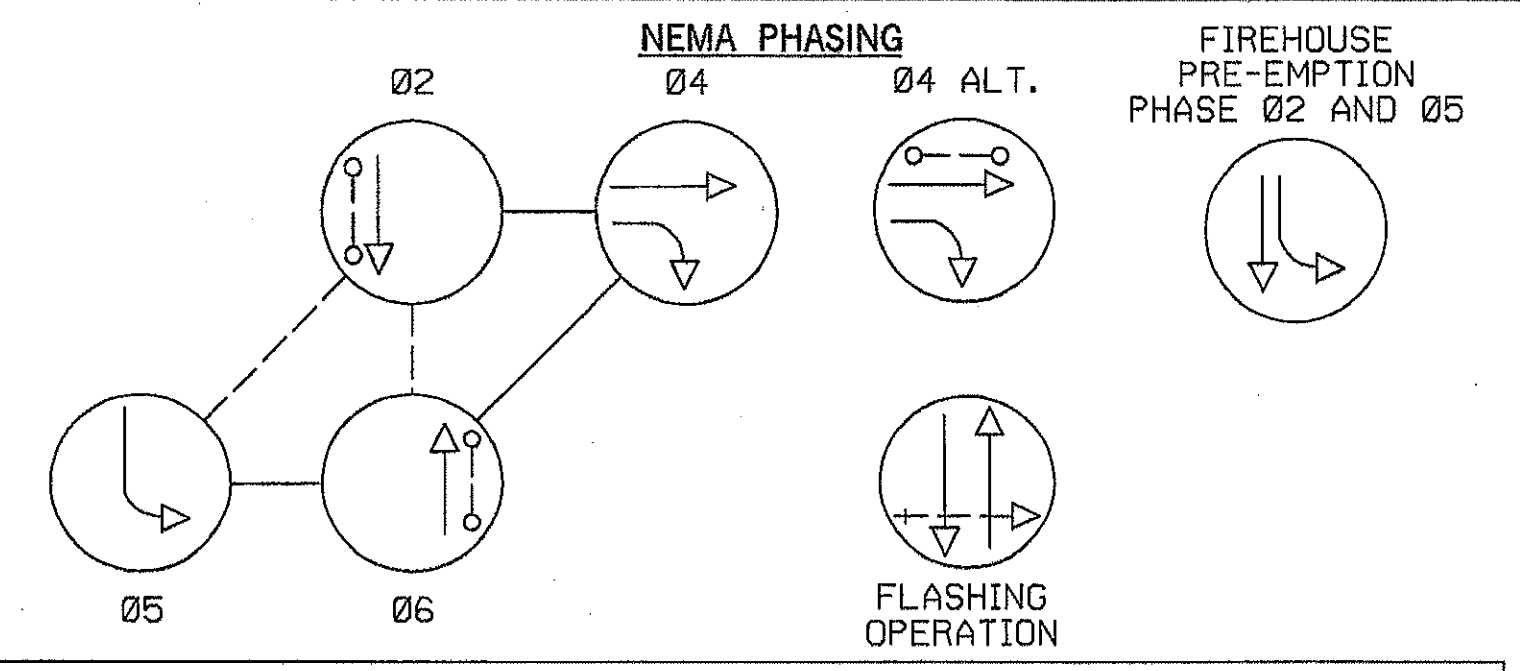 NEMA PHASING
Ø2
Ø4
Ø4 ALT.
FIREHOUSE
PRE-EMPTION
PHASE Ø2 AND Ø5
Ø5
Ø6
FLASHING
OPERATION